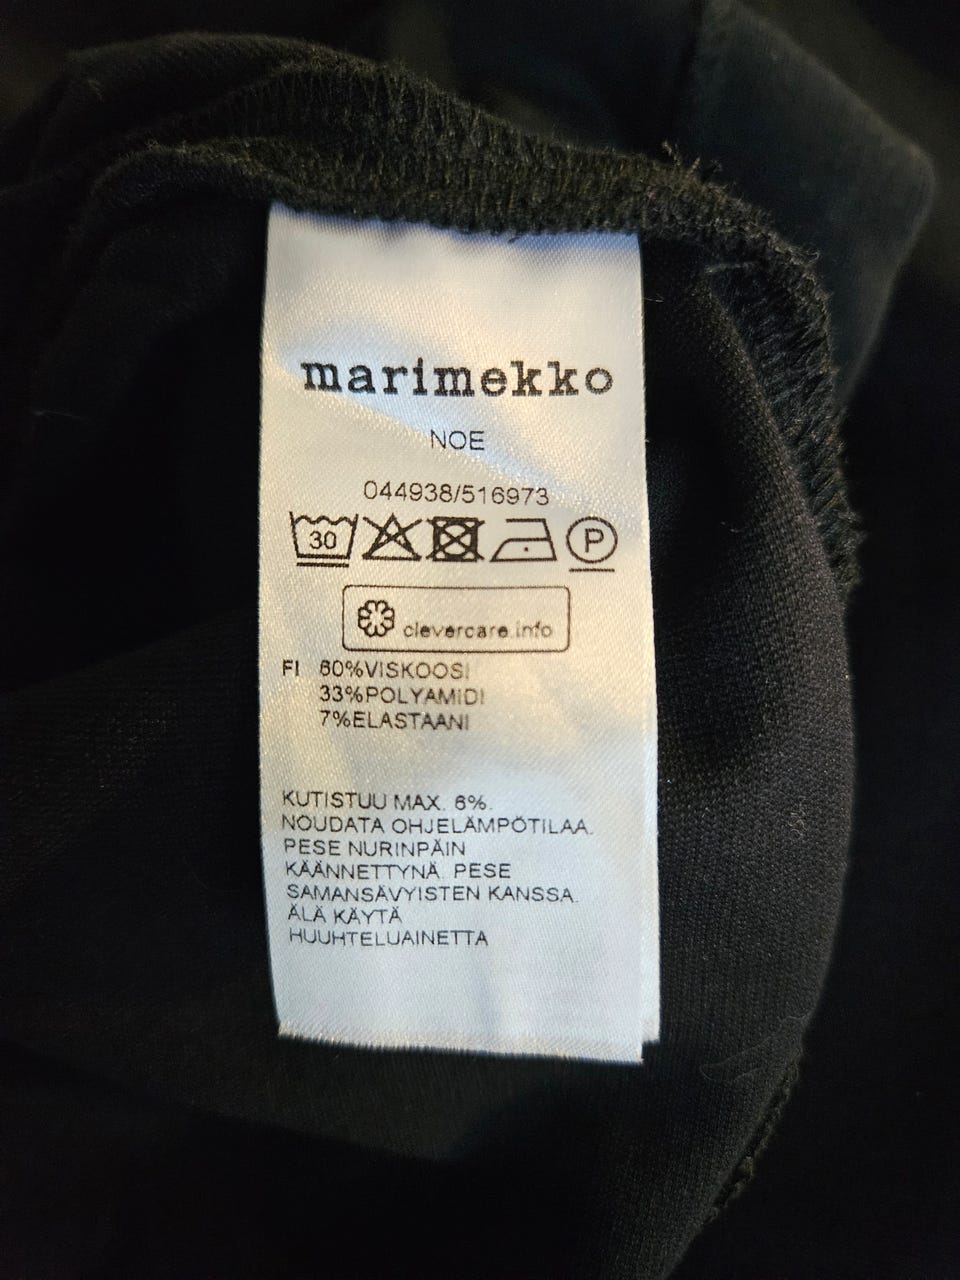 marimekko
NOE
044938/516973
30 P
clevercare.info
FI 60%VISKOOSI
33%POLYAMIDI
7%ELASTAANI
KUTISTUU MAX. 6%.
NOUDATA OHJELÄMPÖTILAA.
PESE NURINPÄIN
KÄÄNNETTYNÄ. PESE
SAMANSÄVYISTEN KANSSA.
ÄLÄ KÄYTÄ
HUUHTELUAINETTA